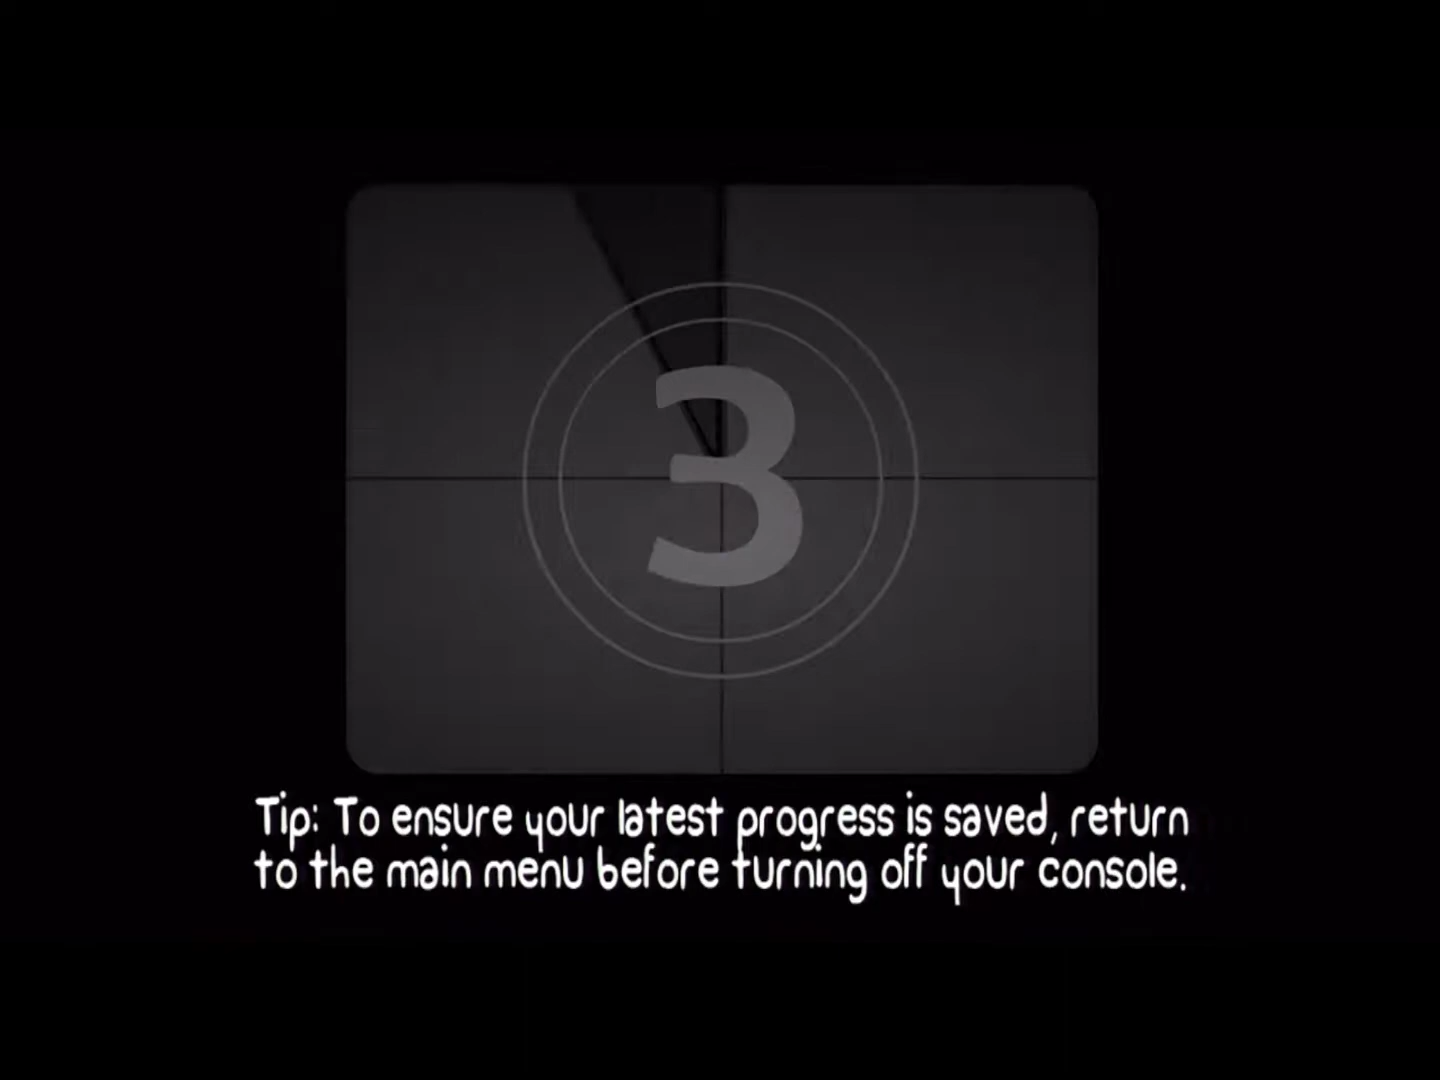 3
Tip: To ensure your latest progress is saved, return
to the main menu before turning off your console.